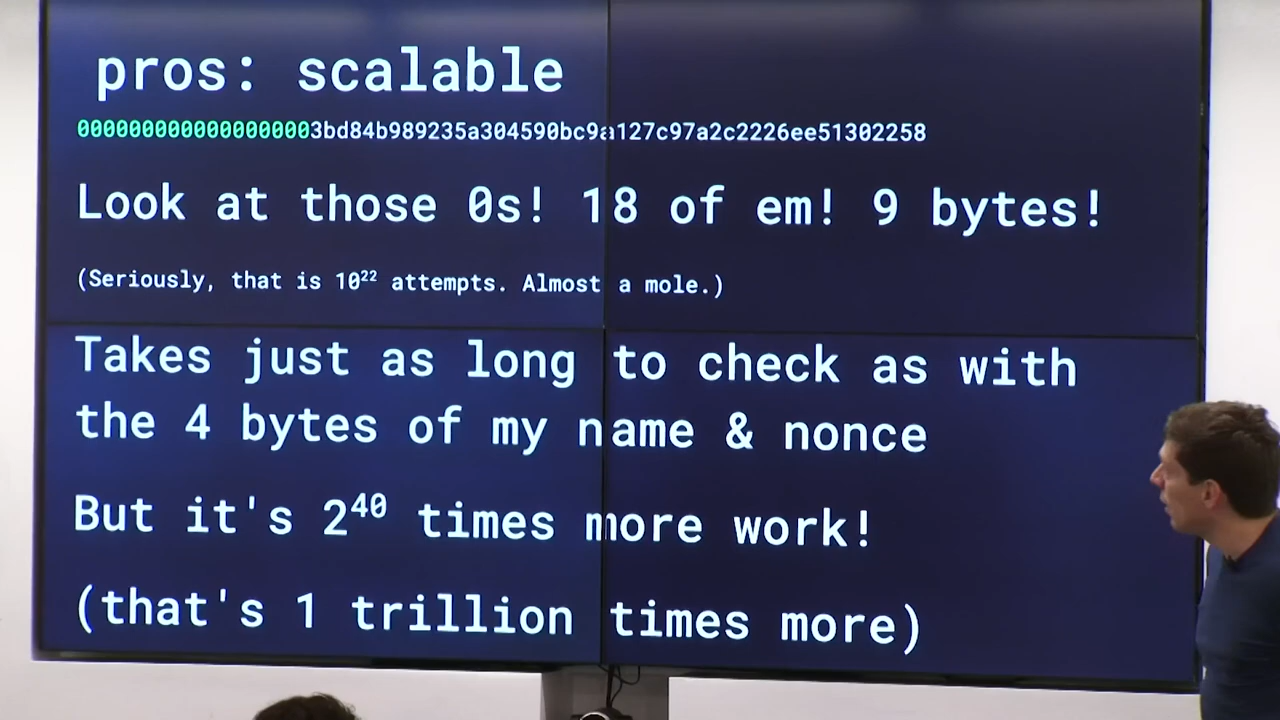 pros: scalable
0000000000000000003bd84b989235a304590bc9a127c97a2c2226ee51302258
Look at those 0s! 18 of em! 9 bytes!
(Seriously, that is 10²² attempts. Almost a mole.)
Takes just as long to check as with
the 4 bytes of my name & nonce
But it's 2⁴⁰ times more work!
(that's 1 trillion times more)